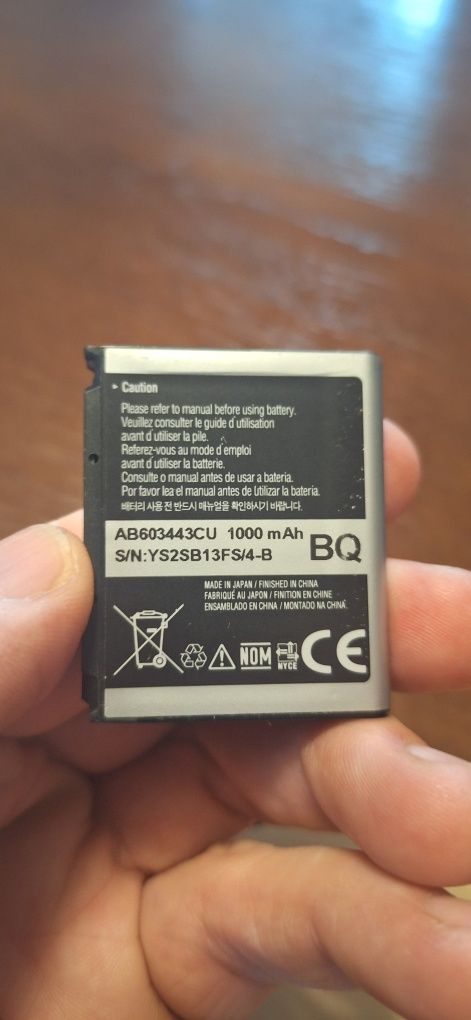 Caution
Please refer to manual before using battery.
Veuillez consulter le guide d'utilisation
avant d'utiliser la pile.
Referez-vous au mode d'emploi
avant d'utiliser la batterie.
Consulte o manual antes de usar a bateria.
Por favor lea el manual antes de utilizar la bateria.
배터리 사용 전 반드시 매뉴얼을 확인하십시기 바랍니다.
AB603443CU 1000 mAh
S/N:YS2SB13FS/4-B
BQ
MADE IN JAPAN / FINISHED IN CHINA
FABRIQUÉ AU JAPON / FINITION EN CHINE
ENSAMBLADO EN CHINA / MONTADO NA CHINA
NOM
NYCE
CE